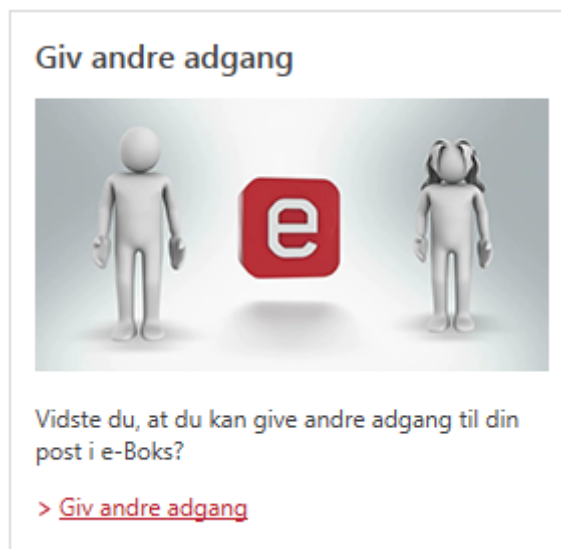 Giv andre adgang
e
Vidste du, at du kan give andre adgang til din
post i e-Boks?
> Giv andre adgang